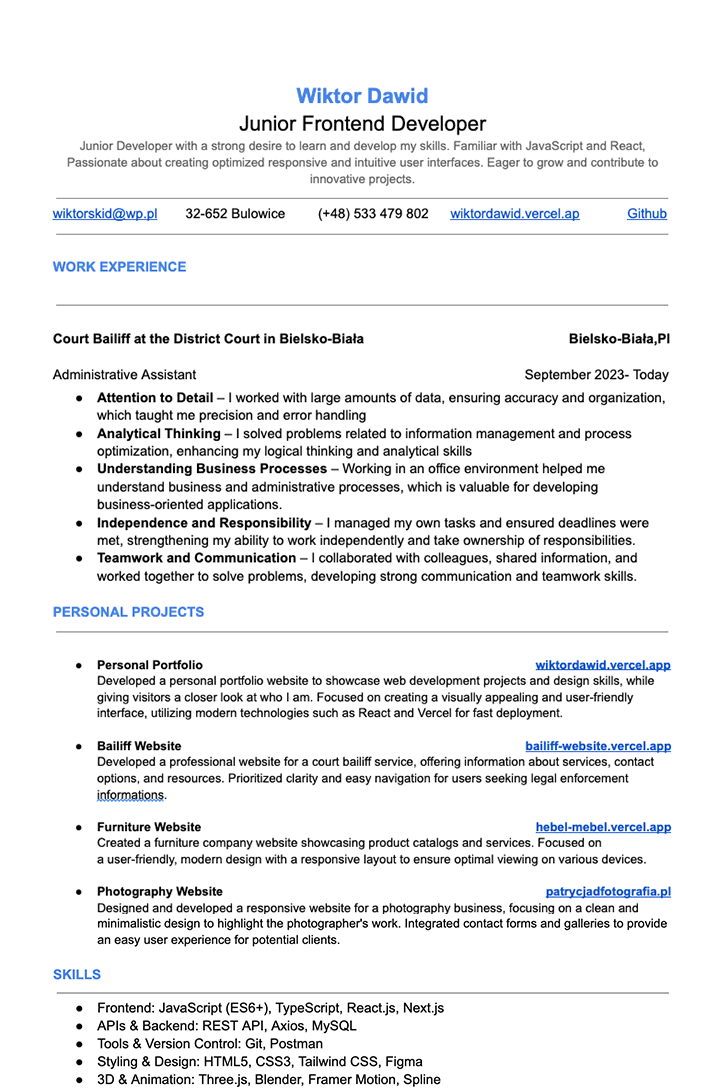 Wiktor Dawid
Junior Frontend Developer
Junior Developer with a strong desire to learn and develop my skills. Familiar with JavaScript and React,
Passionate about creating optimized responsive and intuitive user interfaces. Eager to grow and contribute to
innovative projects.
wiktorskid@wp.pl 32-652 Bulowice (+48) 533 479 802 wiktordawid.vercel.ap Github
WORK EXPERIENCE
Court Bailiff at the District Court in Bielsko-Biała Bielsko-Biała,Pl
Administrative Assistant September 2023- Today
● Attention to Detail – I worked with large amounts of data, ensuring accuracy and organization,
which taught me precision and error handling
● Analytical Thinking – I solved problems related to information management and process
optimization, enhancing my logical thinking and analytical skills
● Understanding Business Processes – Working in an office environment helped me
understand business and administrative processes, which is valuable for developing
business-oriented applications.
● Independence and Responsibility – I managed my own tasks and ensured deadlines were
met, strengthening my ability to work independently and take ownership of responsibilities.
● Teamwork and Communication – I collaborated with colleagues, shared information, and
worked together to solve problems, developing strong communication and teamwork skills.
PERSONAL PROJECTS
● Personal Portfolio wiktordawid.vercel.app
Developed a personal portfolio website to showcase web development projects and design skills, while
giving visitors a closer look at who I am. Focused on creating a visually appealing and user-friendly
interface, utilizing modern technologies such as React and Vercel for fast deployment.
● Bailiff Website bailiff-website.vercel.app
Developed a professional website for a court bailiff service, offering information about services, contact
options, and resources. Prioritized clarity and easy navigation for users seeking legal enforcement
informations.
● Furniture Website hebel-mebel.vercel.app
Created a furniture company website showcasing product catalogs and services. Focused on
a user-friendly, modern design with a responsive layout to ensure optimal viewing on various devices.
● Photography Website patrycjadfotografia.pl
Designed and developed a responsive website for a photography business, focusing on a clean and
minimalistic design to highlight the photographer's work. Integrated contact forms and galleries to provide
an easy user experience for potential clients.
SKILLS
● Frontend: JavaScript (ES6+), TypeScript, React.js, Next.js
● APIs & Backend: REST API, Axios, MySQL
● Tools & Version Control: Git, Postman
● Styling & Design: HTML5, CSS3, Tailwind CSS, Figma
● 3D & Animation: Three.js, Blender, Framer Motion, Spline